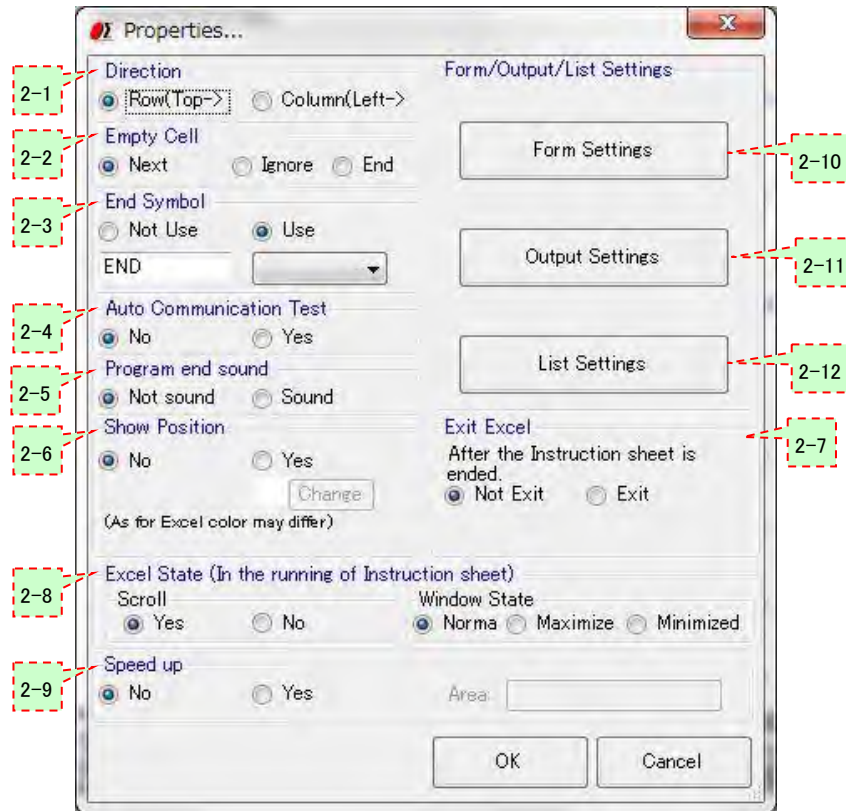 Properties...
Direction
Form/Output/List Settings
2-1
Row(Top->
Column(Left->
Empty Cell
2-2
Next
Ignore
End
Form Settings
2-10
End Symbol
2-3
Not Use
Use
END
Output Settings
2-11
Auto Communication Test
2-4
No
Yes
Program end sound
2-5
Not sound
Sound
List Settings
2-12
Show Position
2-6
No
Yes
Change
(As for Excel color may differ)
Exit Excel
2-7
After the Instruction sheet is
ended.
Not Exit
Exit
Excel State (In the running of Instruction sheet)
2-8
Scroll
Yes
No
Window State
Norma
Maximize
Minimized
Speed up
2-9
No
Yes
Area:
OK
Cancel